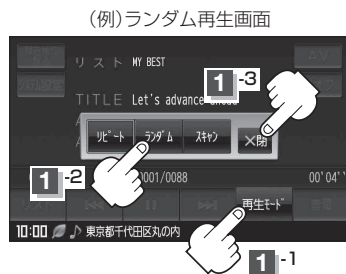 (例)ランダム再生画面
リスト MY BEST
AV
TITLE Let's advance
リピート ランダム スキャン ×閉
1-3
1-2
0001/0088 00'04"
再生モード
10:00 東京都千代田区丸の内
1-1